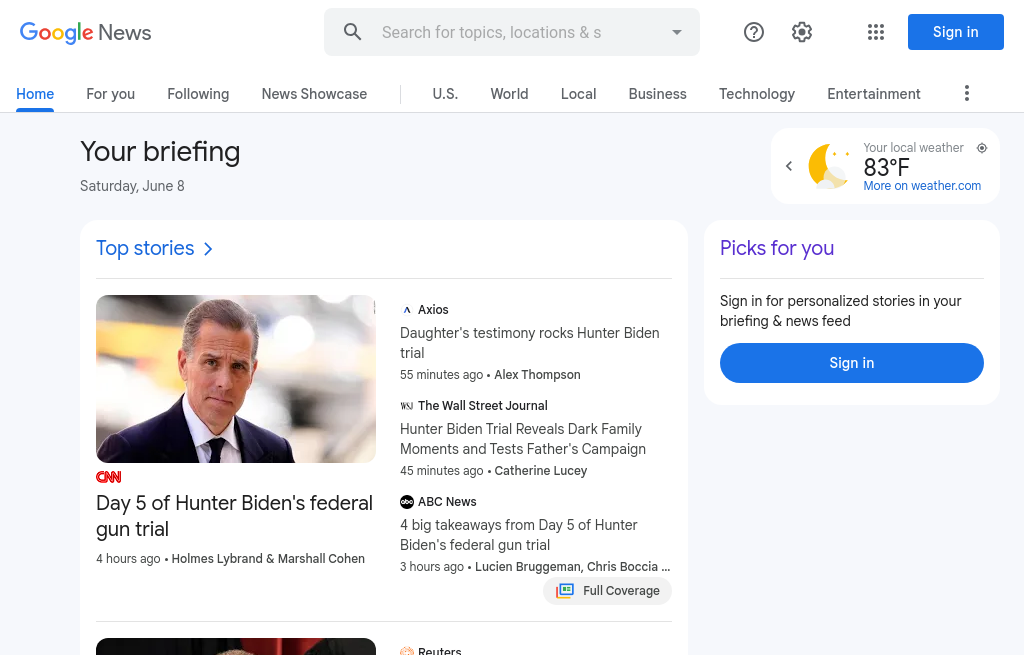 Google News
Search for topics, locations & s
Sign in
Home
For you
Following
News Showcase
U.S.
World
Local
Business
Technology
Entertainment
Your briefing
Saturday, June 8
Your local weather
83°F
More on weather.com
Top stories
CNN
Day 5 of Hunter Biden's federal
gun trial
4 hours ago • Holmes Lybrand & Marshall Cohen
Axios
Daughter's testimony rocks Hunter Biden
trial
55 minutes ago • Alex Thompson
WSJ The Wall Street Journal
Hunter Biden Trial Reveals Dark Family
Moments and Tests Father's Campaign
45 minutes ago • Catherine Lucey
abc ABC News
4 big takeaways from Day 5 of Hunter
Biden's federal gun trial
3 hours ago • Lucien Bruggeman, Chris Boccia ...
Full Coverage
Reuters
Picks for you
Sign in for personalized stories in your
briefing & news feed
Sign in